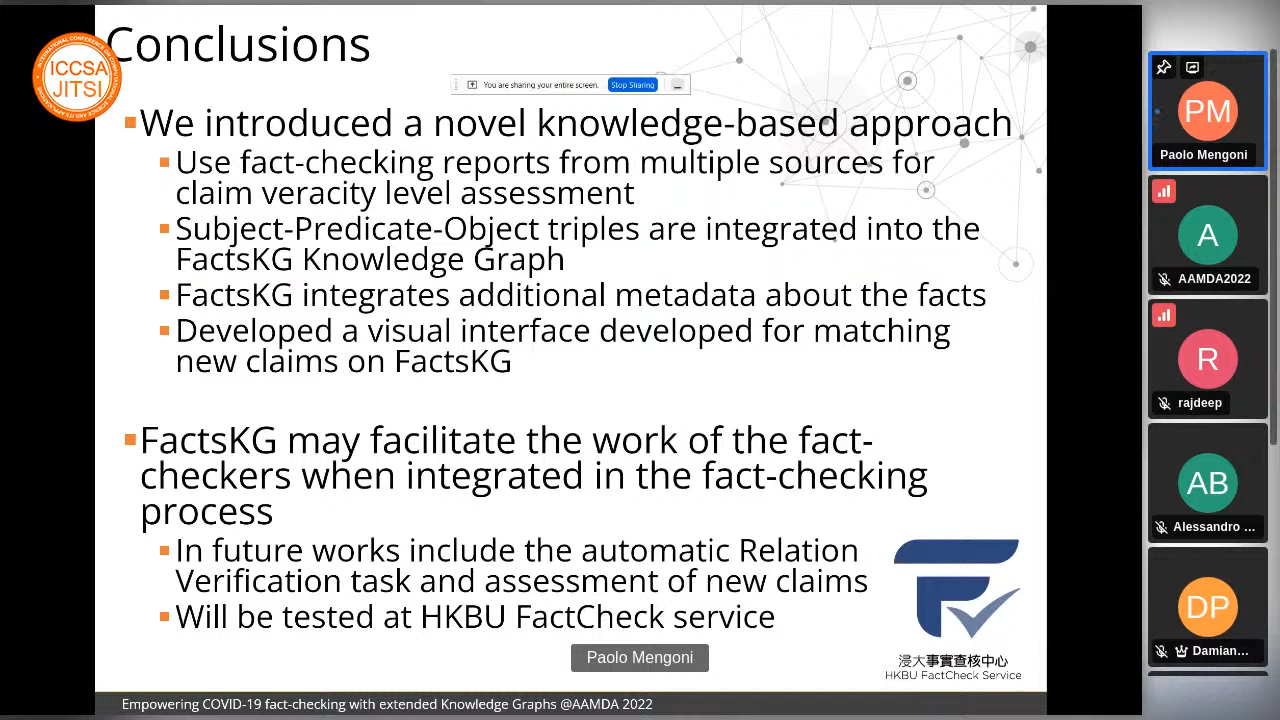 Conclusions
ICCSA
JITSI
You are sharing your entire screen.
Stop Sharing
We introduced a novel knowledge-based approach
Use fact-checking reports from multiple sources for
claim veracity level assessment
Subject-Predicate-Object triples are integrated into the
FactsKG Knowledge Graph
FactsKG integrates additional metadata about the facts
Developed a visual interface developed for matching
new claims on FactsKG
FactsKG may facilitate the work of the fact-
checkers when integrated in the fact-checking
process
In future works include the automatic Relation
Verification task and assessment of new claims
Will be tested at HKBU FactCheck service
浸大事實查核中心
HKBU FactCheck Service
Paolo Mengoni
Empowering COVID-19 fact-checking with extended Knowledge Graphs @AAMDA 2022
PM
Paolo Mengoni
A
AAMDA2022
R
rajdeep
AB
Alessandro ...
DP
Damian...